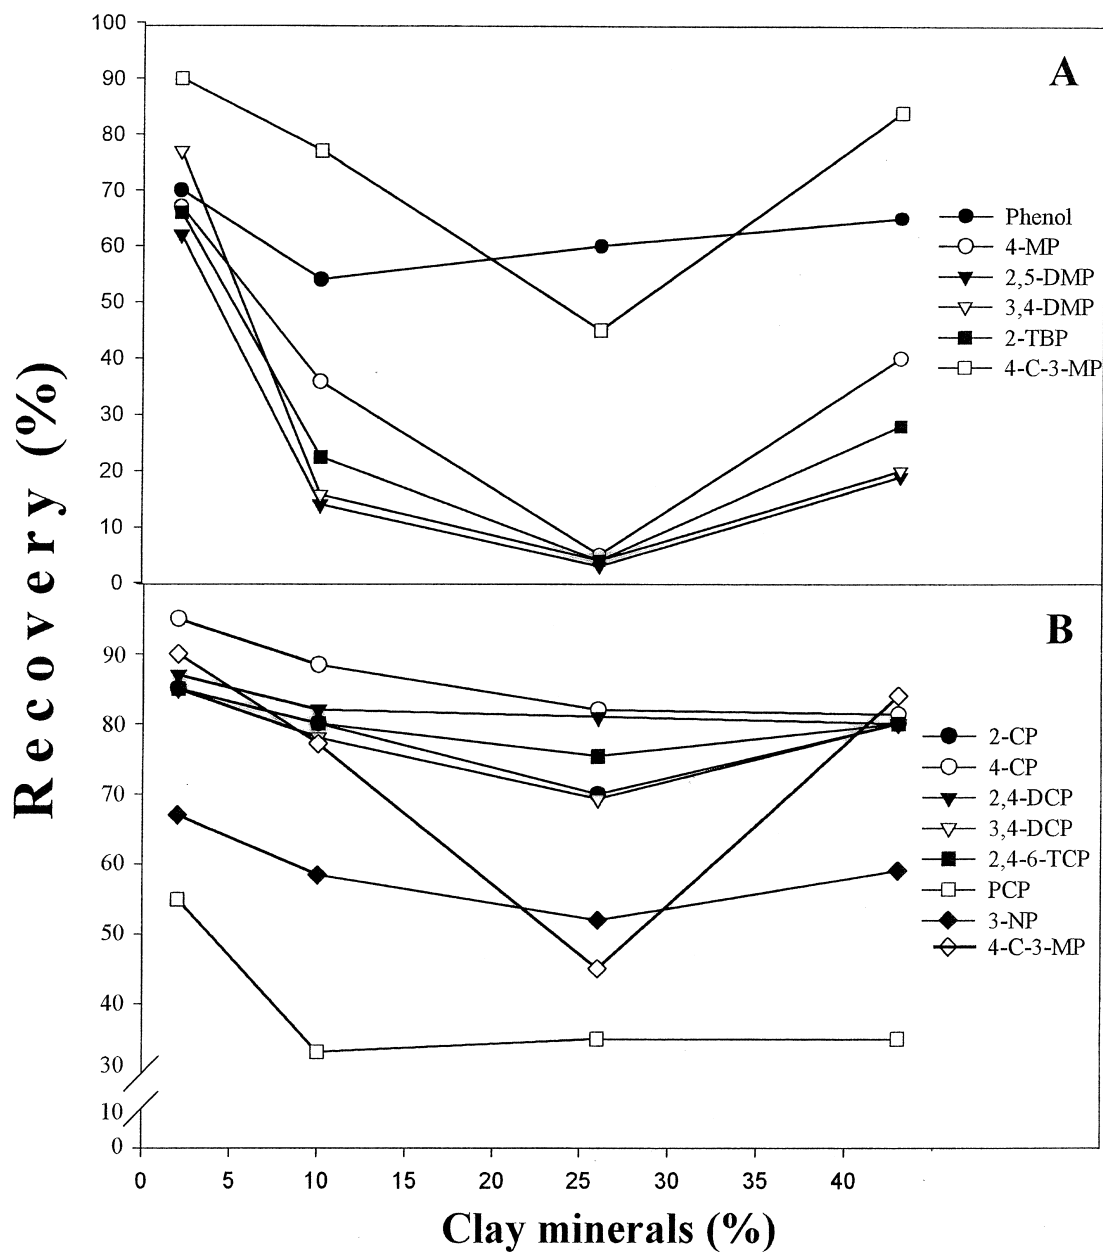 100
A
90
80
70
60
50
40
30
20
10
0
Phenol
4-MP
2,5-DMP
3,4-DMP
2-TBP
4-C-3-MP
Recovery (%)
B
90
80
70
60
50
40
30
10
0
2-CP
4-CP
2,4-DCP
3,4-DCP
2,4-6-TCP
PCP
3-NP
4-C-3-MP
0 5 10 15 20 25 30 35 40
Clay minerals (%)